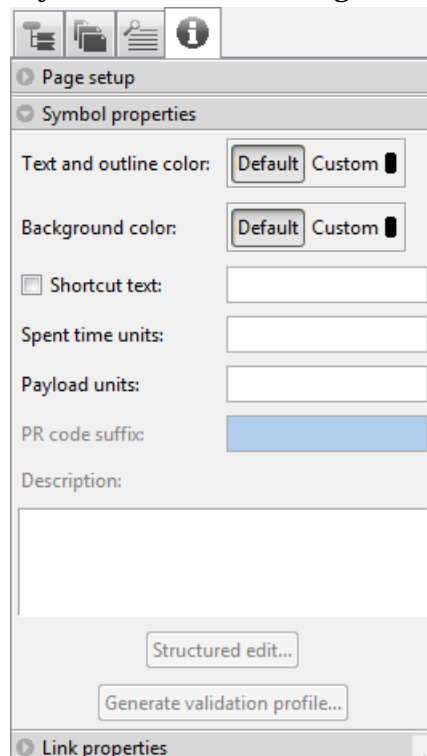 Page setup
Symbol properties
Text and outline color: Default Custom
Background color: Default Custom
Shortcut text:
Spent time units:
Payload units:
PR code suffix:
Description:
Structured edit...
Generate validation profile...
Link properties